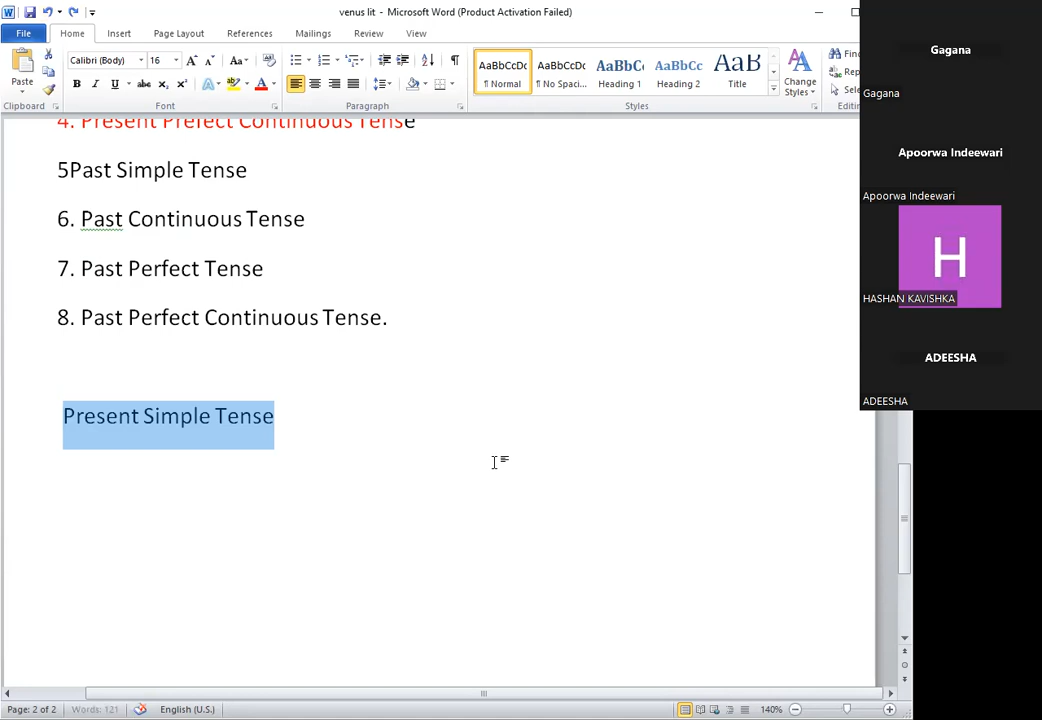 venus lit - Microsoft Word (Product Activation Failed)
File Home Insert Page Layout References Mailings Review View
Calibri (Body) 16
Paste
AaBbCcDc AaBbCcDc AaBbC AaBbCc AaB
¶ Normal ¶ No Spaci... Heading 1 Heading 2 Title
Change Styles
Clipboard Font Paragraph Styles
4. Present Prefect Continuous Tense
5Past Simple Tense
6. Past Continuous Tense
7. Past Perfect Tense
8. Past Perfect Continuous Tense.
Present Simple Tense
Page: 2 of 2 Words: 121 English (U.S.) 140%
Gagana
Gagana
Apoorwa Indeewari
Apoorwa Indeewari
H
HASHAN KAVISHKA
ADEESHA
ADEESHA